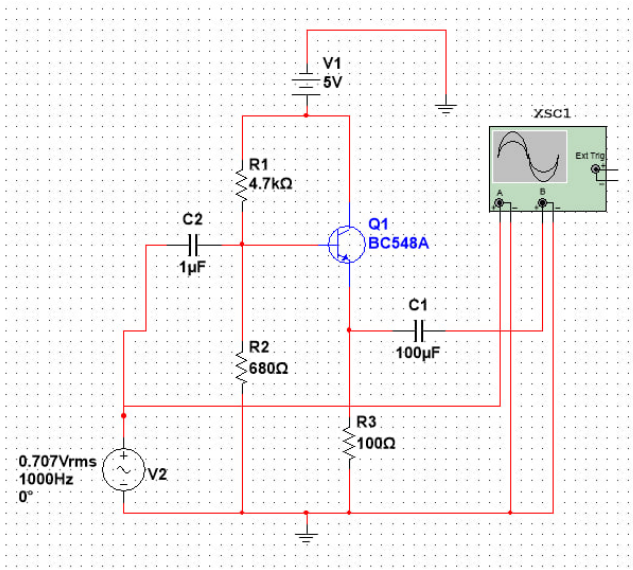 V1
5V
XSC1
Ext Trig
+
-
A
B
+
-
+
-
R1
4.7kΩ
Q1
BC548A
C2
1µF
C1
100µF
R2
680Ω
R3
100Ω
0.707Vrms
1000Hz
0°
+
V2